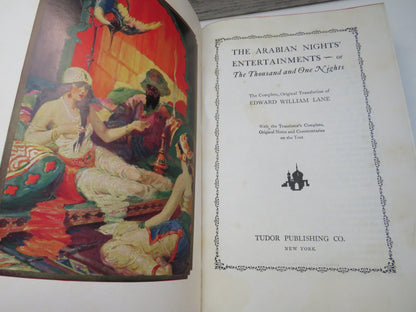 THE ARABIAN NIGHTS'
ENTERTAINMENTS — or
The Thousand and One Nights
The Complete, Original Translation of
EDWARD WILLIAM LANE
With the Translator's Complete,
Original Notes and Commentaries
on the Text
TUDOR PUBLISHING CO.
NEW YORK